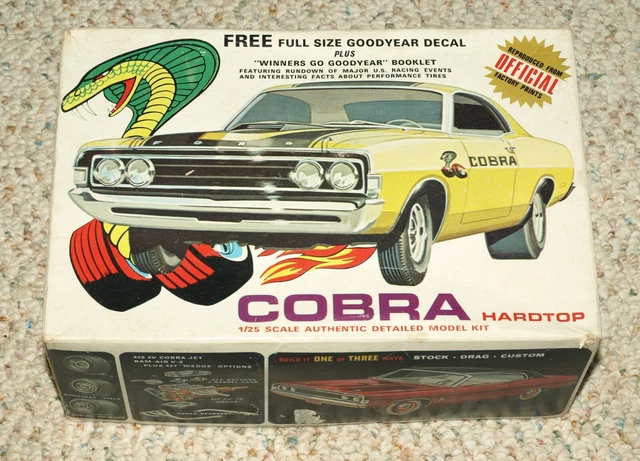 FREE FULL SIZE GOODYEAR DECAL
PLUS
"WINNERS GO GOODYEAR" BOOKLET
FEATURING RUNDOWN OF MAJOR U.S. RACING EVENTS
AND INTERESTING FACTS ABOUT PERFORMANCE TIRES
REPRODUCED FROM
OFFICIAL
FACTORY PRINTS
FORD
COBRA
COBRA HARDTOP
1/25 SCALE AUTHENTIC DETAILED MODEL KIT
428 4V COBRA JET
RAM-AIR V-8
PLUS 427 WEDGE OPTIONS
BUILD IT ONE OF THREE WAYS STOCK · DRAG · CUSTOM